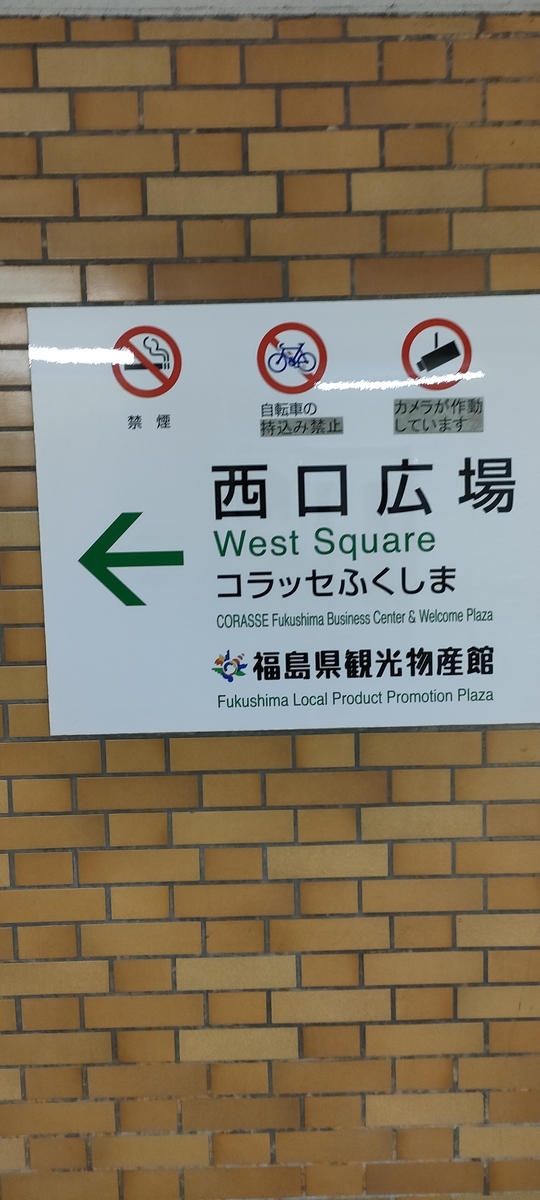 禁煙
自転車の
持込み禁止
カメラが作動
しています
西口広場
West Square
コラッセふくしま
CORASSE Fukushima Business Center & Welcome Plaza
福島県観光物産館
Fukushima Local Product Promotion Plaza